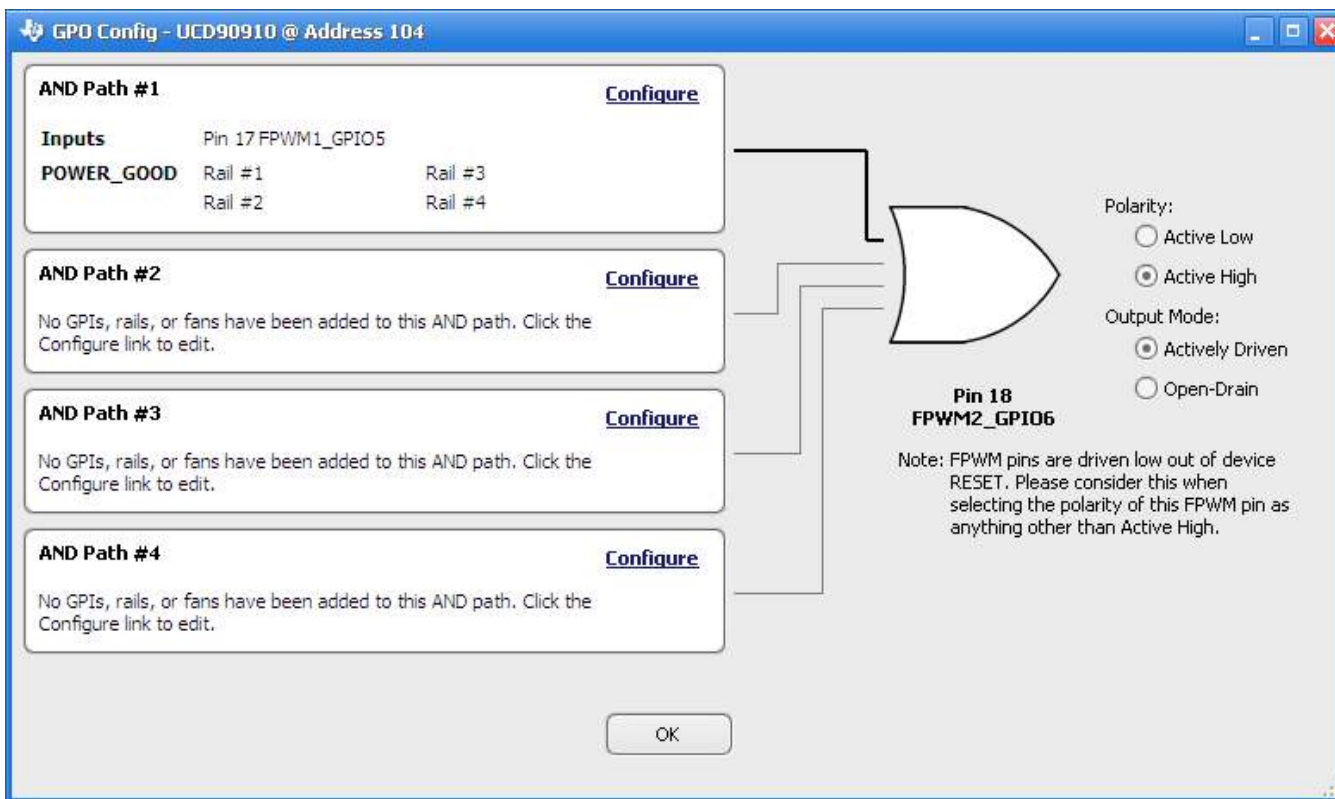 GPO Config - UCD90910 @ Address 104
AND Path #1
Configure
Inputs Pin 17 FPWM1_GPIO5
POWER_GOOD Rail #1 Rail #3
Rail #2 Rail #4
AND Path #2
Configure
No GPIs, rails, or fans have been added to this AND path. Click the
Configure link to edit.
AND Path #3
Configure
No GPIs, rails, or fans have been added to this AND path. Click the
Configure link to edit.
AND Path #4
Configure
No GPIs, rails, or fans have been added to this AND path. Click the
Configure link to edit.
Polarity:
Active Low
Active High
Output Mode:
Actively Driven
Open-Drain
Pin 18
FPWM2_GPIO6
Note: FPWM pins are driven low out of device
RESET. Please consider this when
selecting the polarity of this FPWM pin as
anything other than Active High.
OK